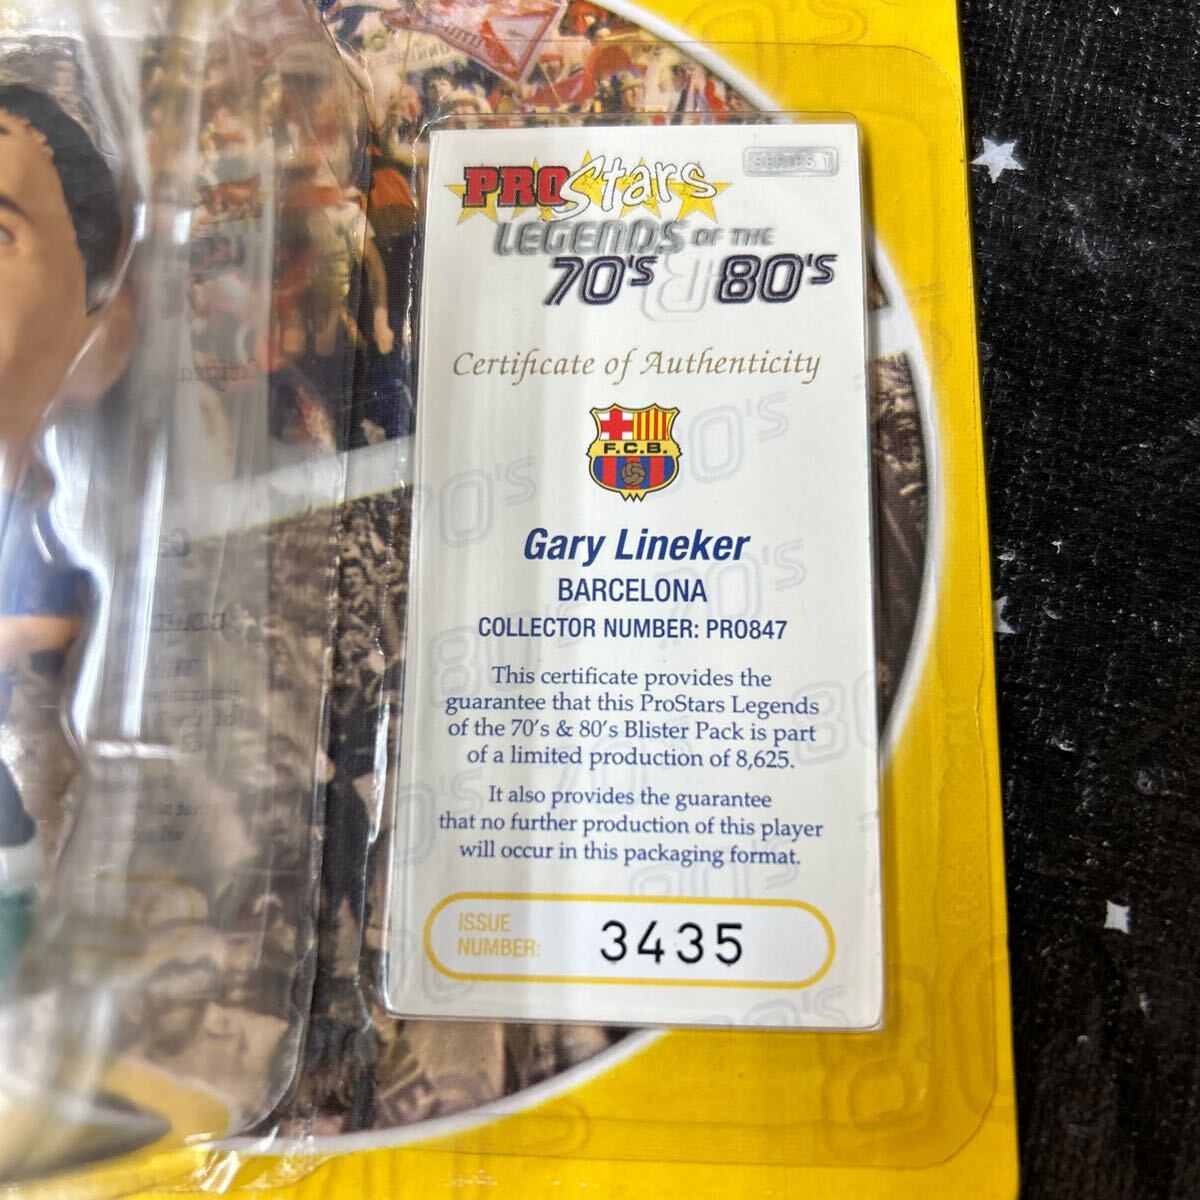 PRO Stars
SERIES 1
LEGENDS OF THE
70's & 80's
Certificate of Authenticity
F.C.B.
Gary Lineker
BARCELONA
COLLECTOR NUMBER: PRO847
This certificate provides the
guarantee that this ProStars Legends
of the 70's & 80's Blister Pack is part
of a limited production of 8,625.
It also provides the guarantee
that no further production of this player
will occur in this packaging format.
ISSUE
NUMBER:
3435